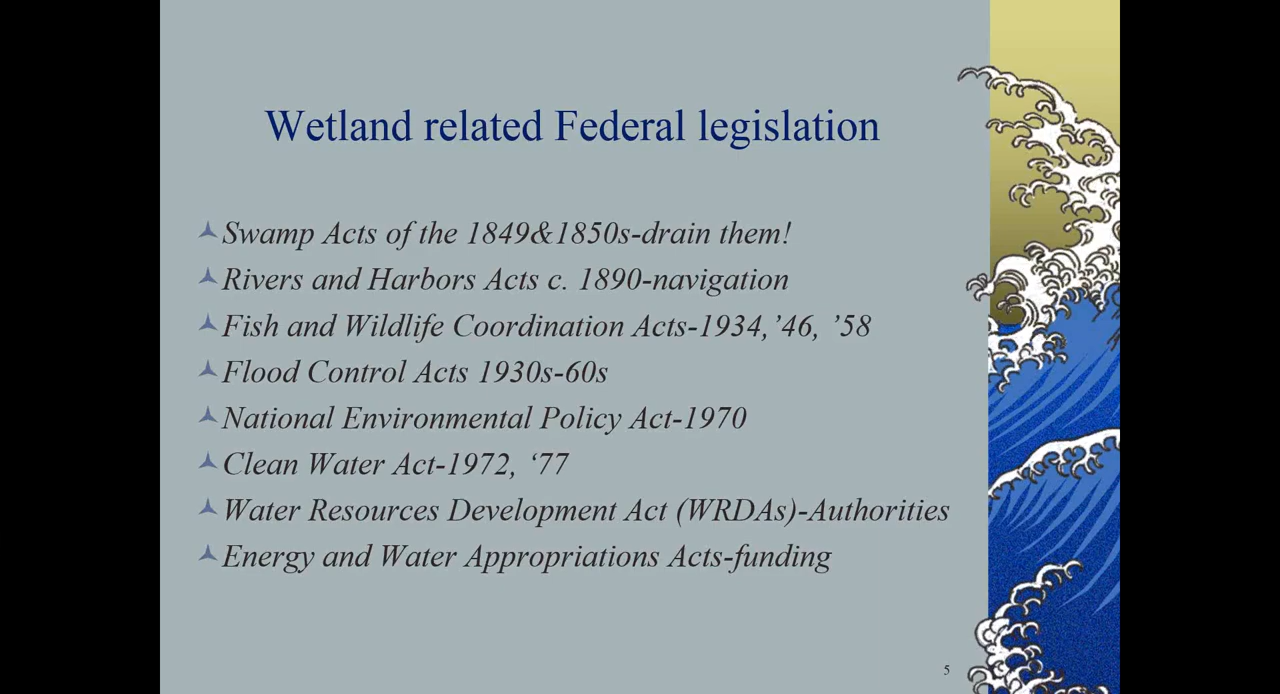 Wetland related Federal legislation
Swamp Acts of the 1849&1850s-drain them!
Rivers and Harbors Acts c. 1890-navigation
Fish and Wildlife Coordination Acts-1934,’46, ’58
Flood Control Acts 1930s-60s
National Environmental Policy Act-1970
Clean Water Act-1972, ‘77
Water Resources Development Act (WRDAs)-Authorities
Energy and Water Appropriations Acts-funding
5